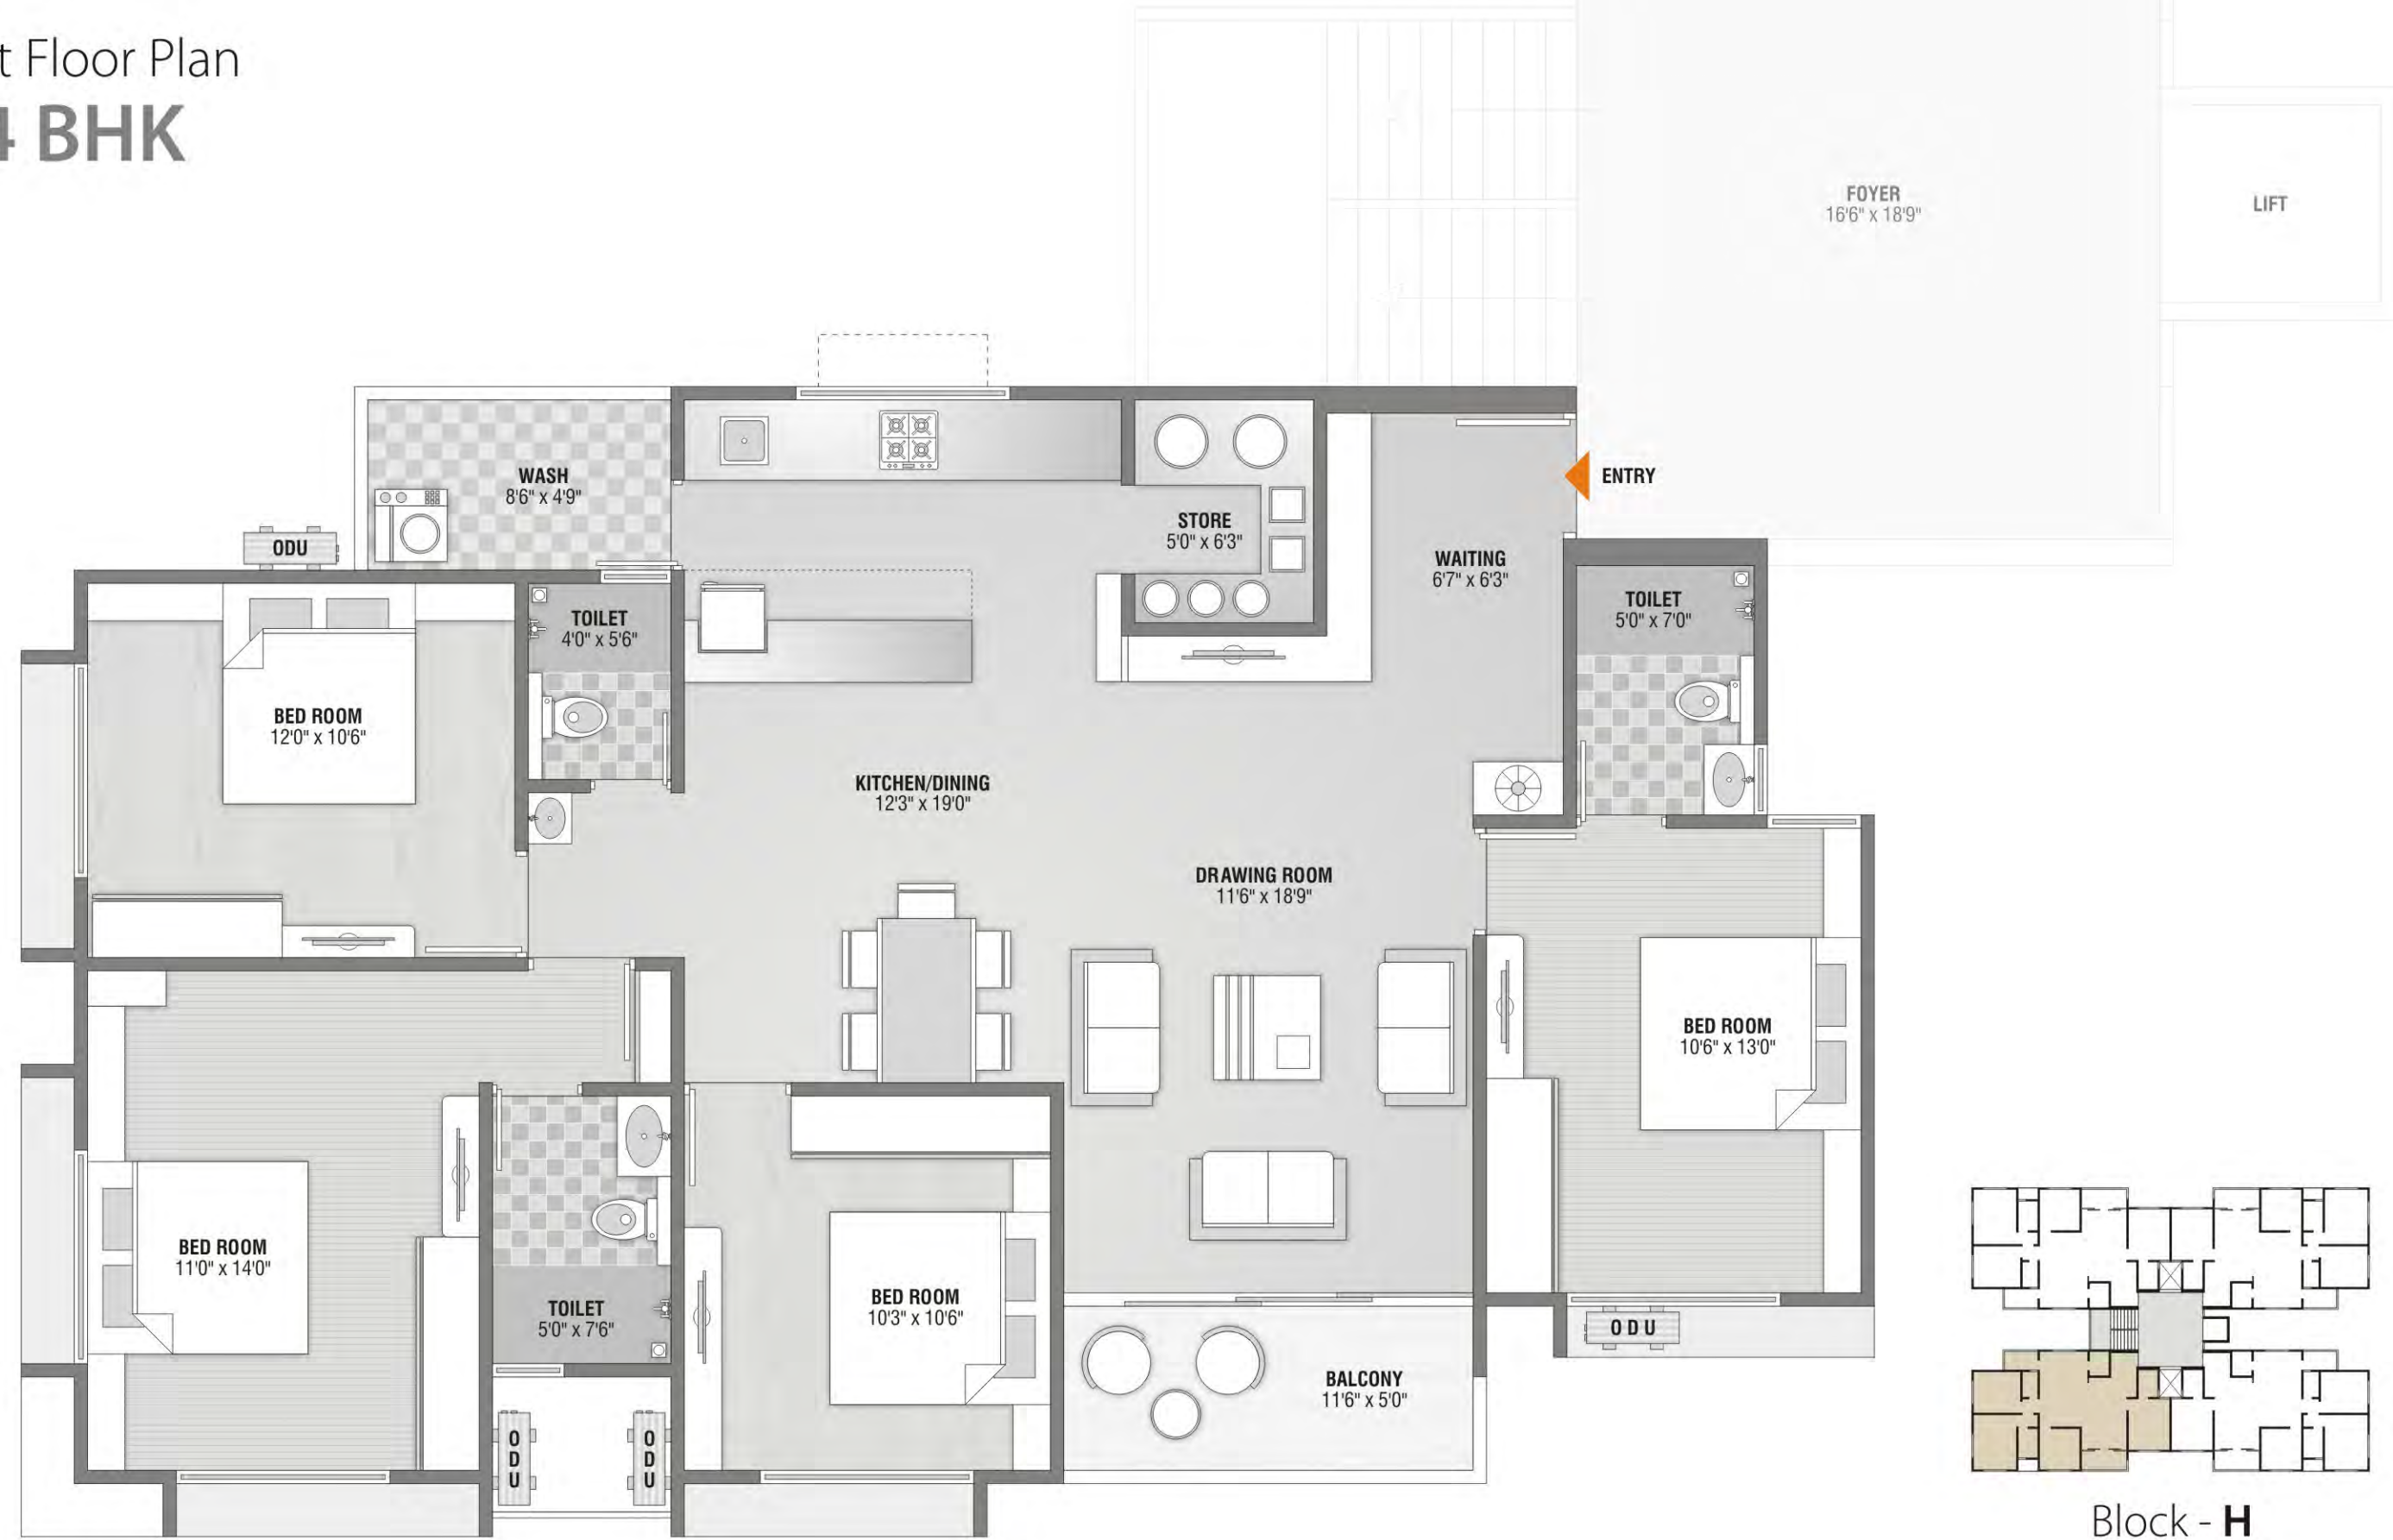 t Floor Plan
4 BHK
FOYER
16'6" x 18'9"
LIFT
WASH
8'6" x 4'9"
ENTRY
ODU
STORE
5'0" x 6'3"
WAITING
6'7" x 6'3"
TOILET
4'0" x 5'6"
TOILET
5'0" x 7'0"
BED ROOM
12'0" x 10'6"
KITCHEN/DINING
12'3" x 19'0"
DRAWING ROOM
11'6" x 18'9"
BED ROOM
10'6" x 13'0"
BED ROOM
11'0" x 14'0"
TOILET
5'0" x 7'6"
BED ROOM
10'3" x 10'6"
ODU
BALCONY
11'6" x 5'0"
ODU
ODU
Block - H